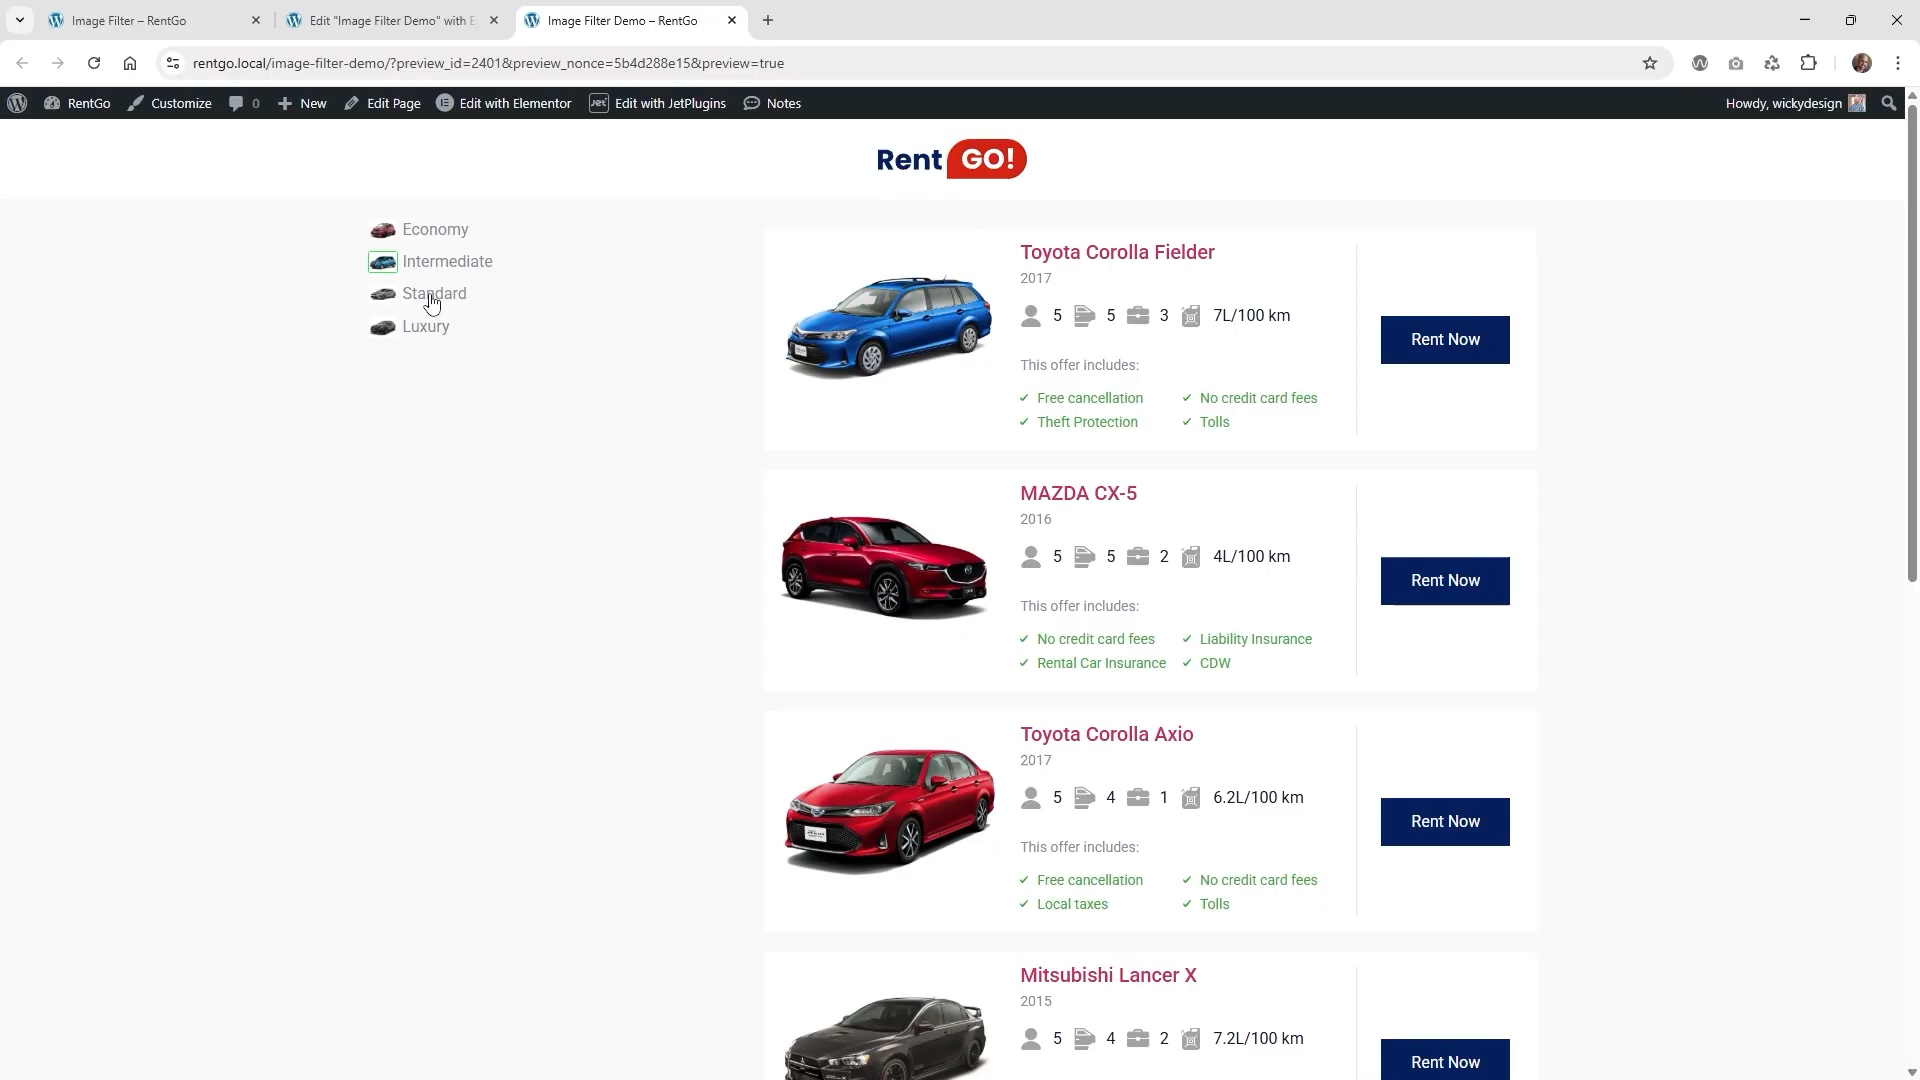 Image Filter – RentGo
Edit "Image Filter Demo" with E
Image Filter Demo – RentGo
rentgo.local/image-filter-demo/?preview_id=2401&preview_nonce=5b4d288e15&preview=true
RentGo
Customize
0
New
Edit Page
Edit with Elementor
Jet
Edit with JetPlugins
Notes
Howdy, wickydesign
Rent GO!
Economy
Intermediate
Standard
Luxury
Toyota Corolla Fielder
2017
5 5 3 7L/100 km
This offer includes:
Free cancellation No credit card fees
Theft Protection Tolls
Rent Now
MAZDA CX-5
2016
5 5 2 4L/100 km
This offer includes:
No credit card fees Liability Insurance
Rental Car Insurance CDW
Rent Now
Toyota Corolla Axio
2017
5 4 1 6.2L/100 km
This offer includes:
Free cancellation No credit card fees
Local taxes Tolls
Rent Now
Mitsubishi Lancer X
2015
5 4 2 7.2L/100 km
Rent Now